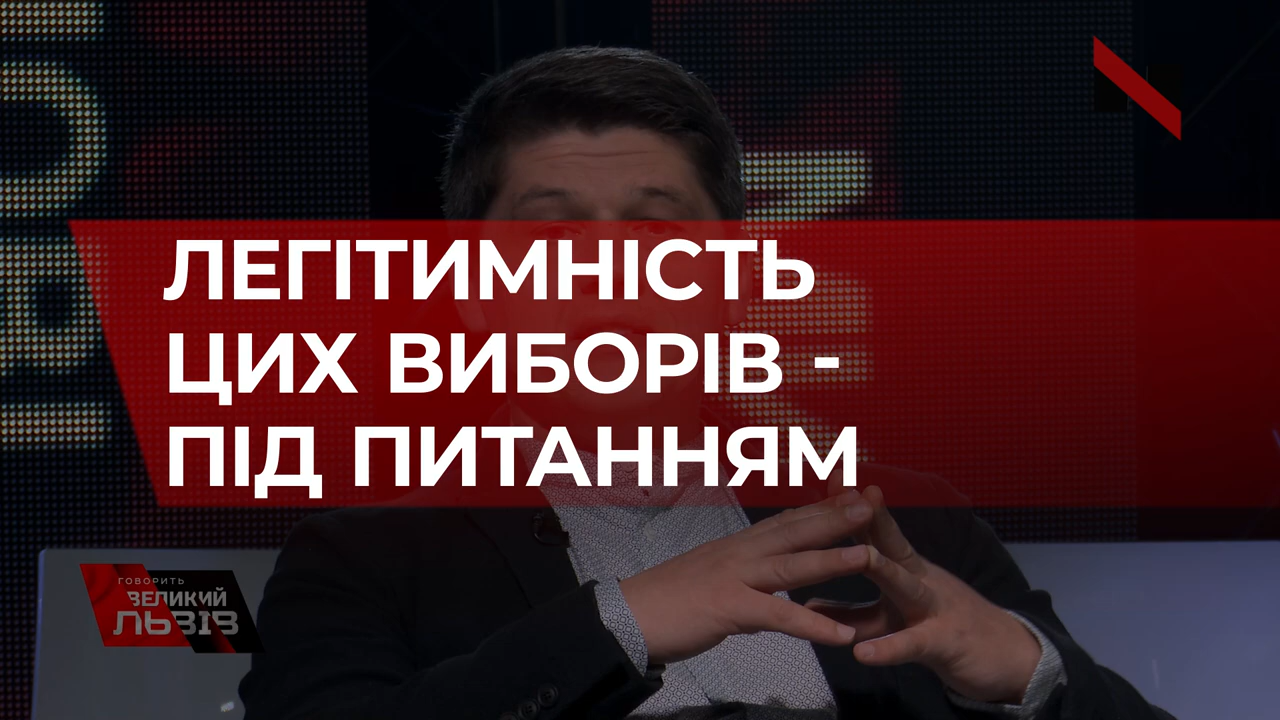 ЛЕГІТИМНІСТЬ
ЦИХ ВИБОРІВ -
ПІД ПИТАННЯМ
ГОВОРИТЬ
ВЕЛИКИЙ
ЛЬВІВ